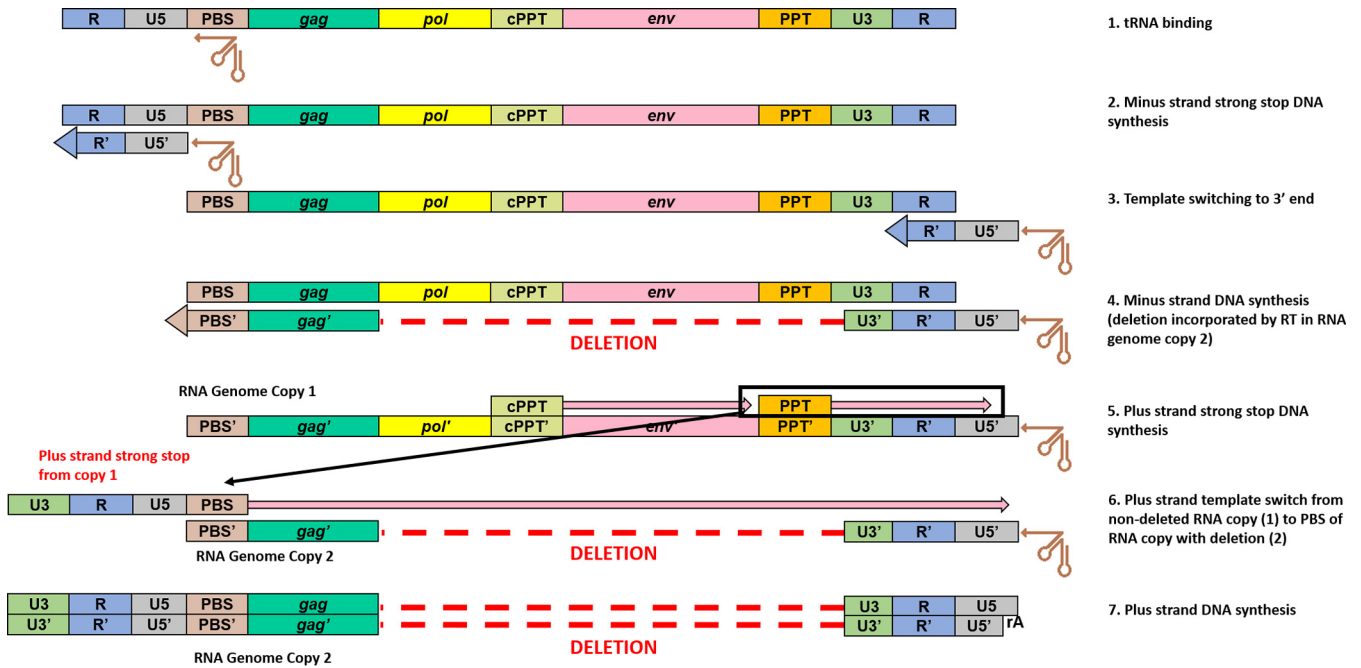 R U5 PBS gag pol cPPT env PPT U3 R
1. tRNA binding
R U5 PBS gag pol cPPT env PPT U3 R
R' U5'
2. Minus strand strong stop DNA
synthesis
PBS gag pol cPPT env PPT U3 R
R' U5'
3. Template switching to 3' end
PBS gag pol cPPT env PPT U3 R
PBS' gag' U3' R' U5'
DELETION
4. Minus strand DNA synthesis
(deletion incorporated by RT in RNA
genome copy 2)
RNA Genome Copy 1
cPPT PPT
PBS' gag' pol' cPPT' env' PPT' U3' R' U5'
5. Plus strand strong stop DNA
synthesis
Plus strand strong stop
from copy 1
U3 R U5 PBS
PBS' gag' U3' R' U5'
DELETION
RNA Genome Copy 2
6. Plus strand template switch from
non-deleted RNA copy (1) to PBS of
RNA copy with deletion (2)
U3 R U5 PBS gag U3 R U5
U3' R' U5' PBS' gag' U3' R' U5' rA
DELETION
RNA Genome Copy 2
7. Plus strand DNA synthesis